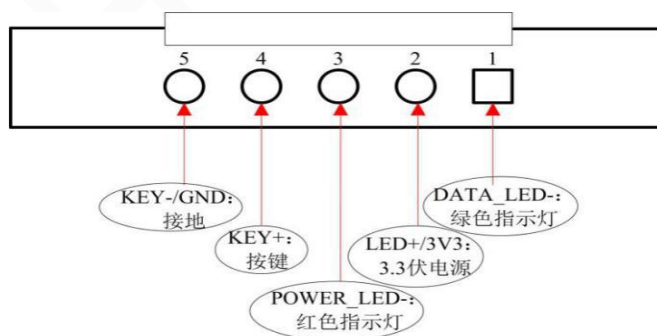 5 4 3 2 1
KEY-/GND:
接地
KEY+:
按键
POWER_LED-:
红色指示灯
LED+/3V3:
3.3伏电源
DATA_LED-:
绿色指示灯